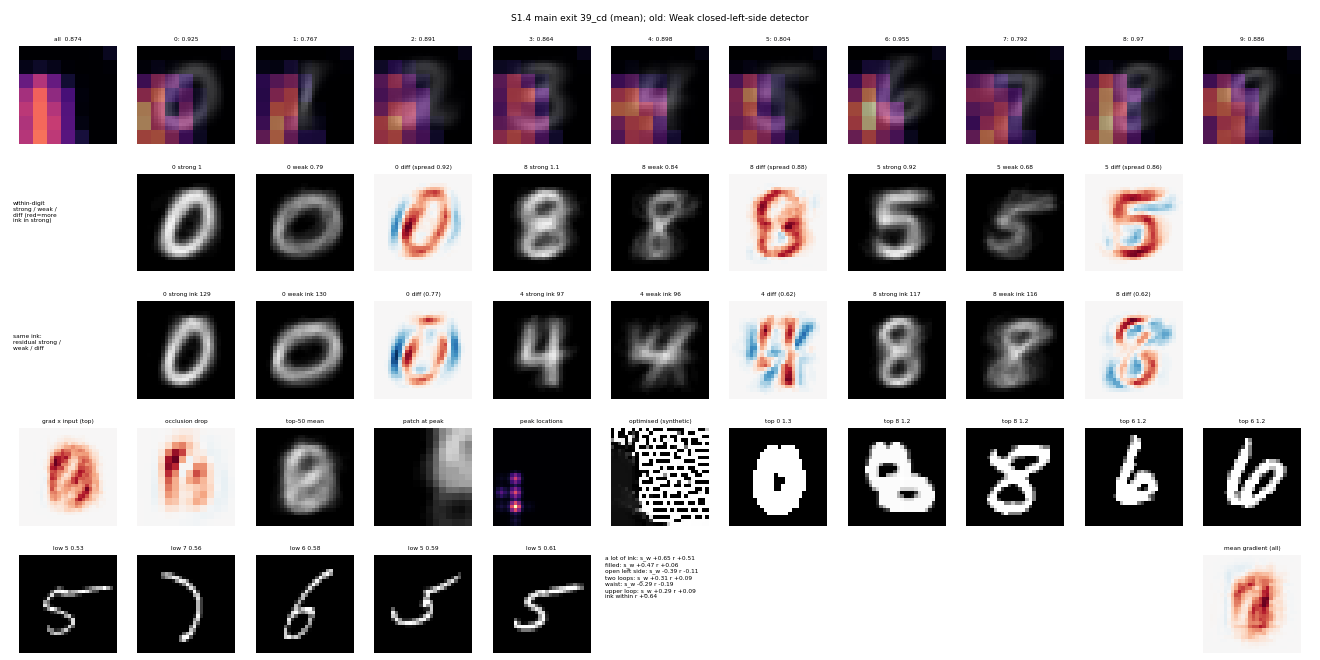 S1.4 main exit 39_cd (mean); old: Weak closed-left-side detector
all 0.874
0: 0.925
1: 0.767
2: 0.891
3: 0.864
4: 0.898
5: 0.804
6: 0.955
7: 0.792
8: 0.97
9: 0.886
within-digit
strong / weak /
diff (red=more
ink in strong)
0 strong 1
0 weak 0.79
0 diff (spread 0.92)
8 strong 1.1
8 weak 0.84
8 diff (spread 0.88)
5 strong 0.92
5 weak 0.68
5 diff (spread 0.86)
same ink:
residual strong /
weak / diff
0 strong ink 129
0 weak ink 130
0 diff (0.77)
4 strong ink 97
4 weak ink 96
4 diff (0.62)
8 strong ink 117
8 weak ink 116
8 diff (0.62)
grad x input (top)
occlusion drop
top-50 mean
patch at peak
peak locations
optimised (synthetic)
top 0 1.3
top 8 1.2
top 8 1.2
top 6 1.2
top 6 1.2
low 5 0.53
low 7 0.56
low 6 0.58
low 5 0.59
low 5 0.61
a lot of ink: s_w +0.65 r +0.51
filled: s_w +0.47 r +0.06
open left side: s_w -0.39 r -0.11
two loops: s_w +0.31 r +0.09
waist: s_w -0.29 r -0.19
upper loop: s_w +0.29 r +0.09
ink within r +0.64
mean gradient (all)